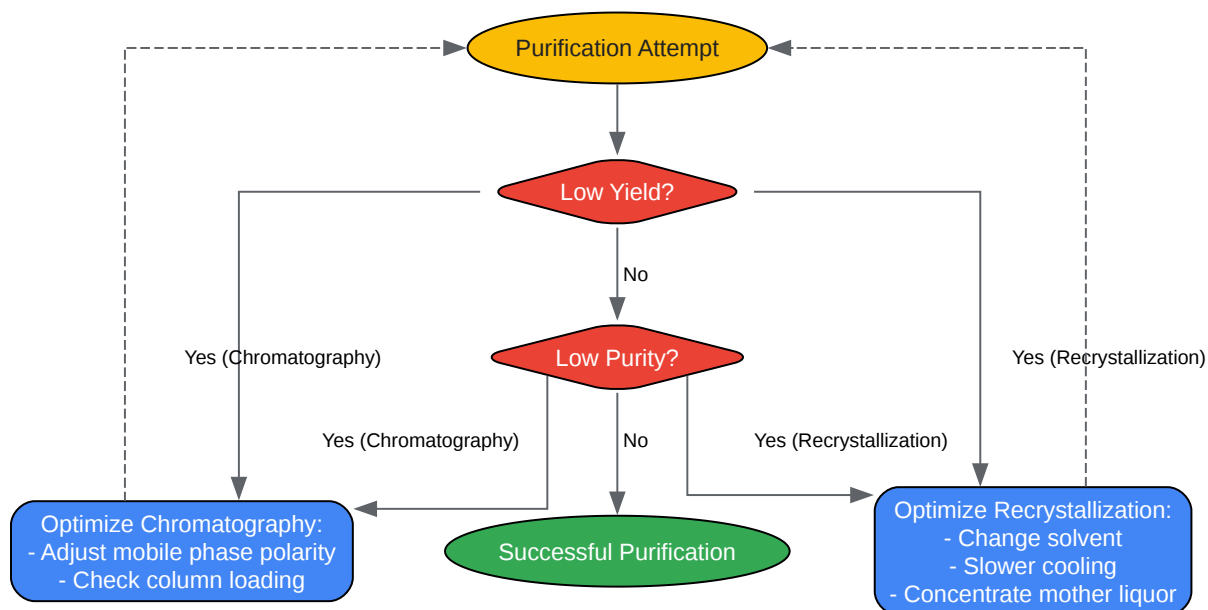 Purification Attempt
Low Yield?
No
Yes (Chromatography)
Low Purity?
Yes (Recrystallization)
Yes (Chromatography)
No
Yes (Recrystallization)
Optimize Chromatography:
- Adjust mobile phase polarity
- Check column loading
Successful Purification
Optimize Recrystallization:
- Change solvent
- Slower cooling
- Concentrate mother liquor